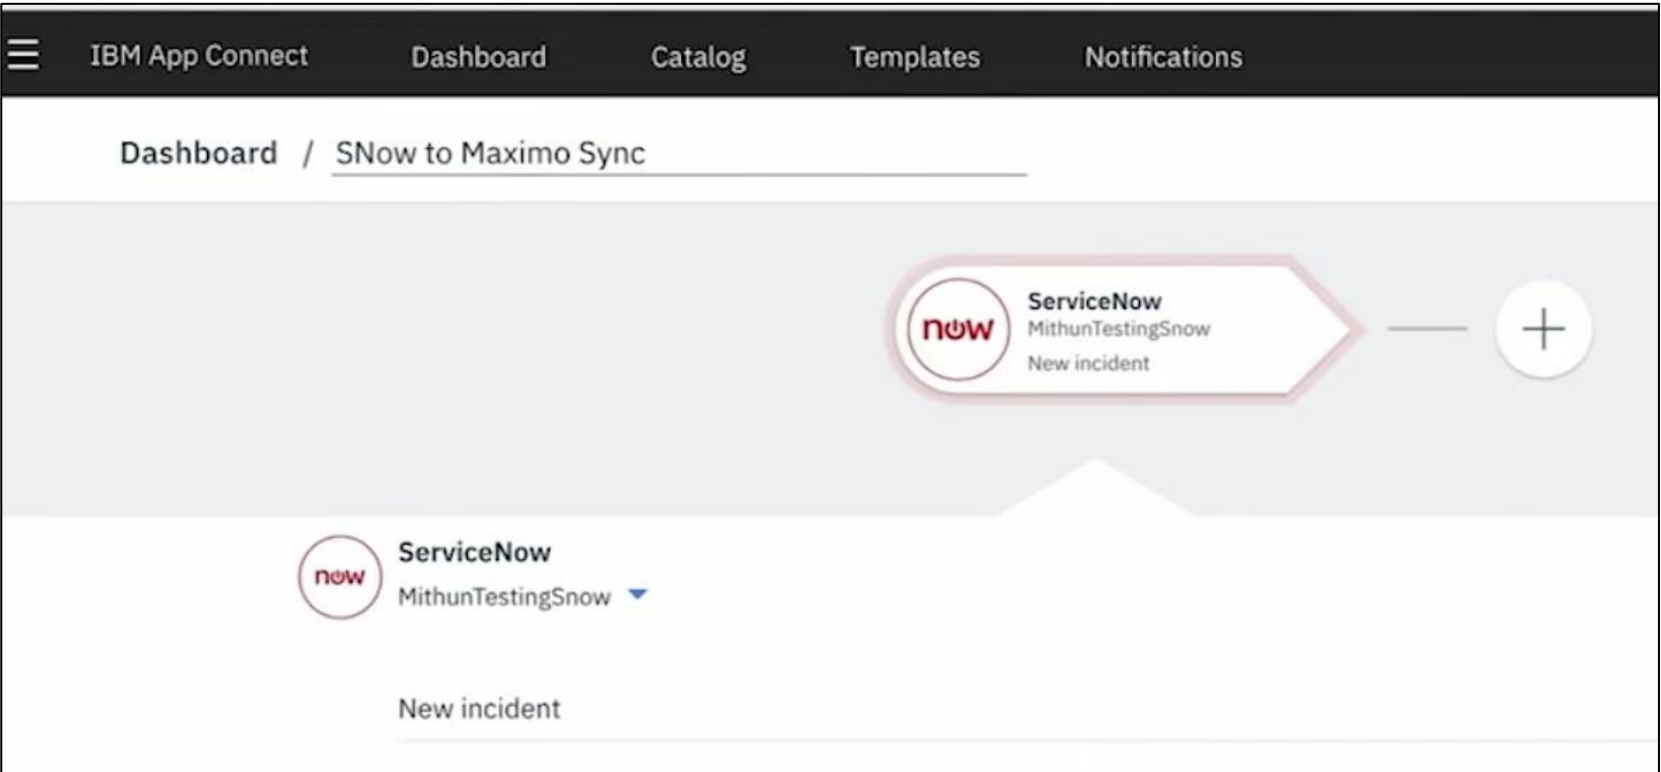 IBM App Connect Dashboard Catalog Templates Notifications
Dashboard / SNow to Maximo Sync
now
ServiceNow
MithunTestingSnow
New incident
now
ServiceNow
MithunTestingSnow
New incident